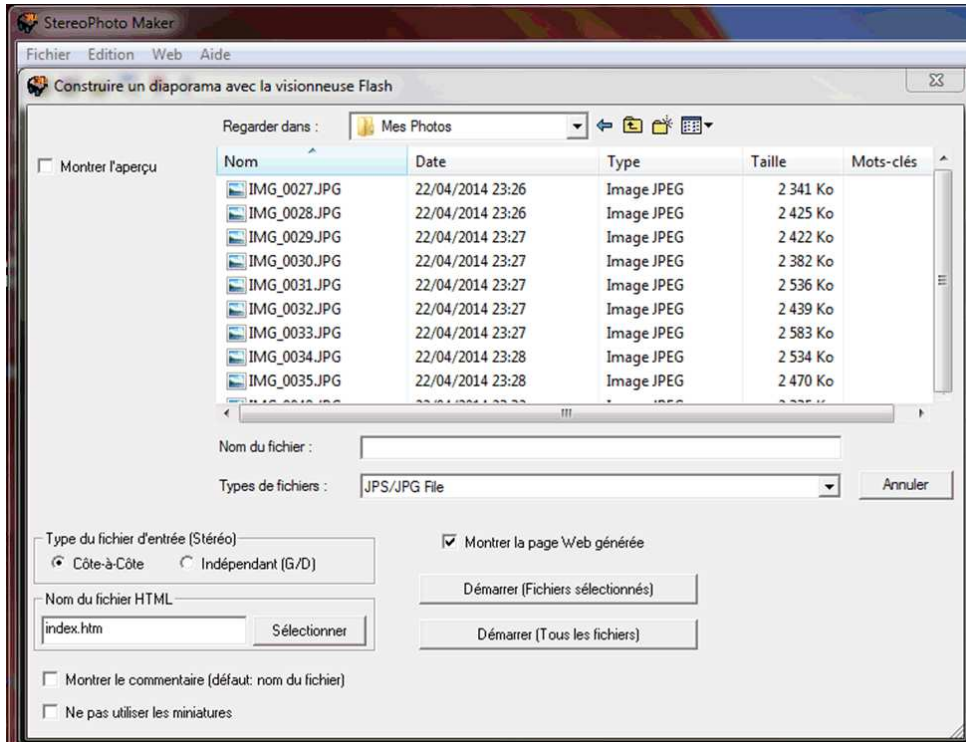 StereoPhoto Maker
Fichier Edition Web Aide
Construire un diaporama avec la visionneuse Flash
Regarder dans : Mes Photos
Montrer l'aperçu
Nom Date Type Taille Mots-clés
IMG_0027.JPG 22/04/2014 23:26 Image JPEG 2 341 Ko
IMG_0028.JPG 22/04/2014 23:26 Image JPEG 2 425 Ko
IMG_0029.JPG 22/04/2014 23:27 Image JPEG 2 422 Ko
IMG_0030.JPG 22/04/2014 23:27 Image JPEG 2 382 Ko
IMG_0031.JPG 22/04/2014 23:27 Image JPEG 2 536 Ko
IMG_0032.JPG 22/04/2014 23:27 Image JPEG 2 439 Ko
IMG_0033.JPG 22/04/2014 23:27 Image JPEG 2 583 Ko
IMG_0034.JPG 22/04/2014 23:28 Image JPEG 2 534 Ko
IMG_0035.JPG 22/04/2014 23:28 Image JPEG 2 470 Ko
Nom du fichier :
Types de fichiers : JPS/JPG File Annuler
Type du fichier d'entrée (Stéréo)
Côte-à-Côte Indépendant (G/D)
Montrer la page Web générée
Démarrer (Fichiers sélectionnés)
Nom du fichier HTML
index.htm Sélectionner
Démarrer (Tous les fichiers)
Montrer le commentaire (défaut: nom du fichier)
Ne pas utiliser les miniatures